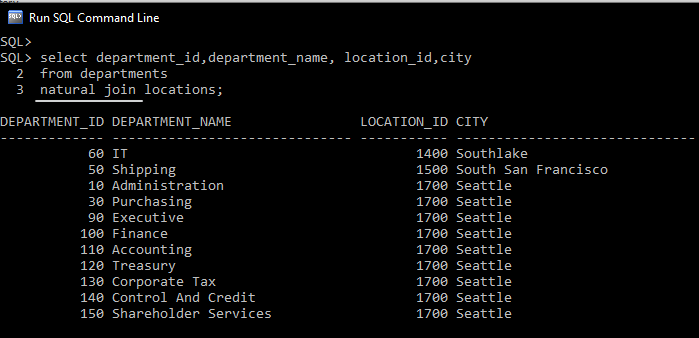 Run SQL Command Line
SQL>
SQL> select department_id,department_name, location_id,city
2 from departments
3 natural join locations;
DEPARTMENT_ID DEPARTMENT_NAME LOCATION_ID CITY
------------- ------------------------------ ----------- ------------------------------
60 IT 1400 Southlake
50 Shipping 1500 South San Francisco
10 Administration 1700 Seattle
30 Purchasing 1700 Seattle
90 Executive 1700 Seattle
100 Finance 1700 Seattle
110 Accounting 1700 Seattle
120 Treasury 1700 Seattle
130 Corporate Tax 1700 Seattle
140 Control And Credit 1700 Seattle
150 Shareholder Services 1700 Seattle